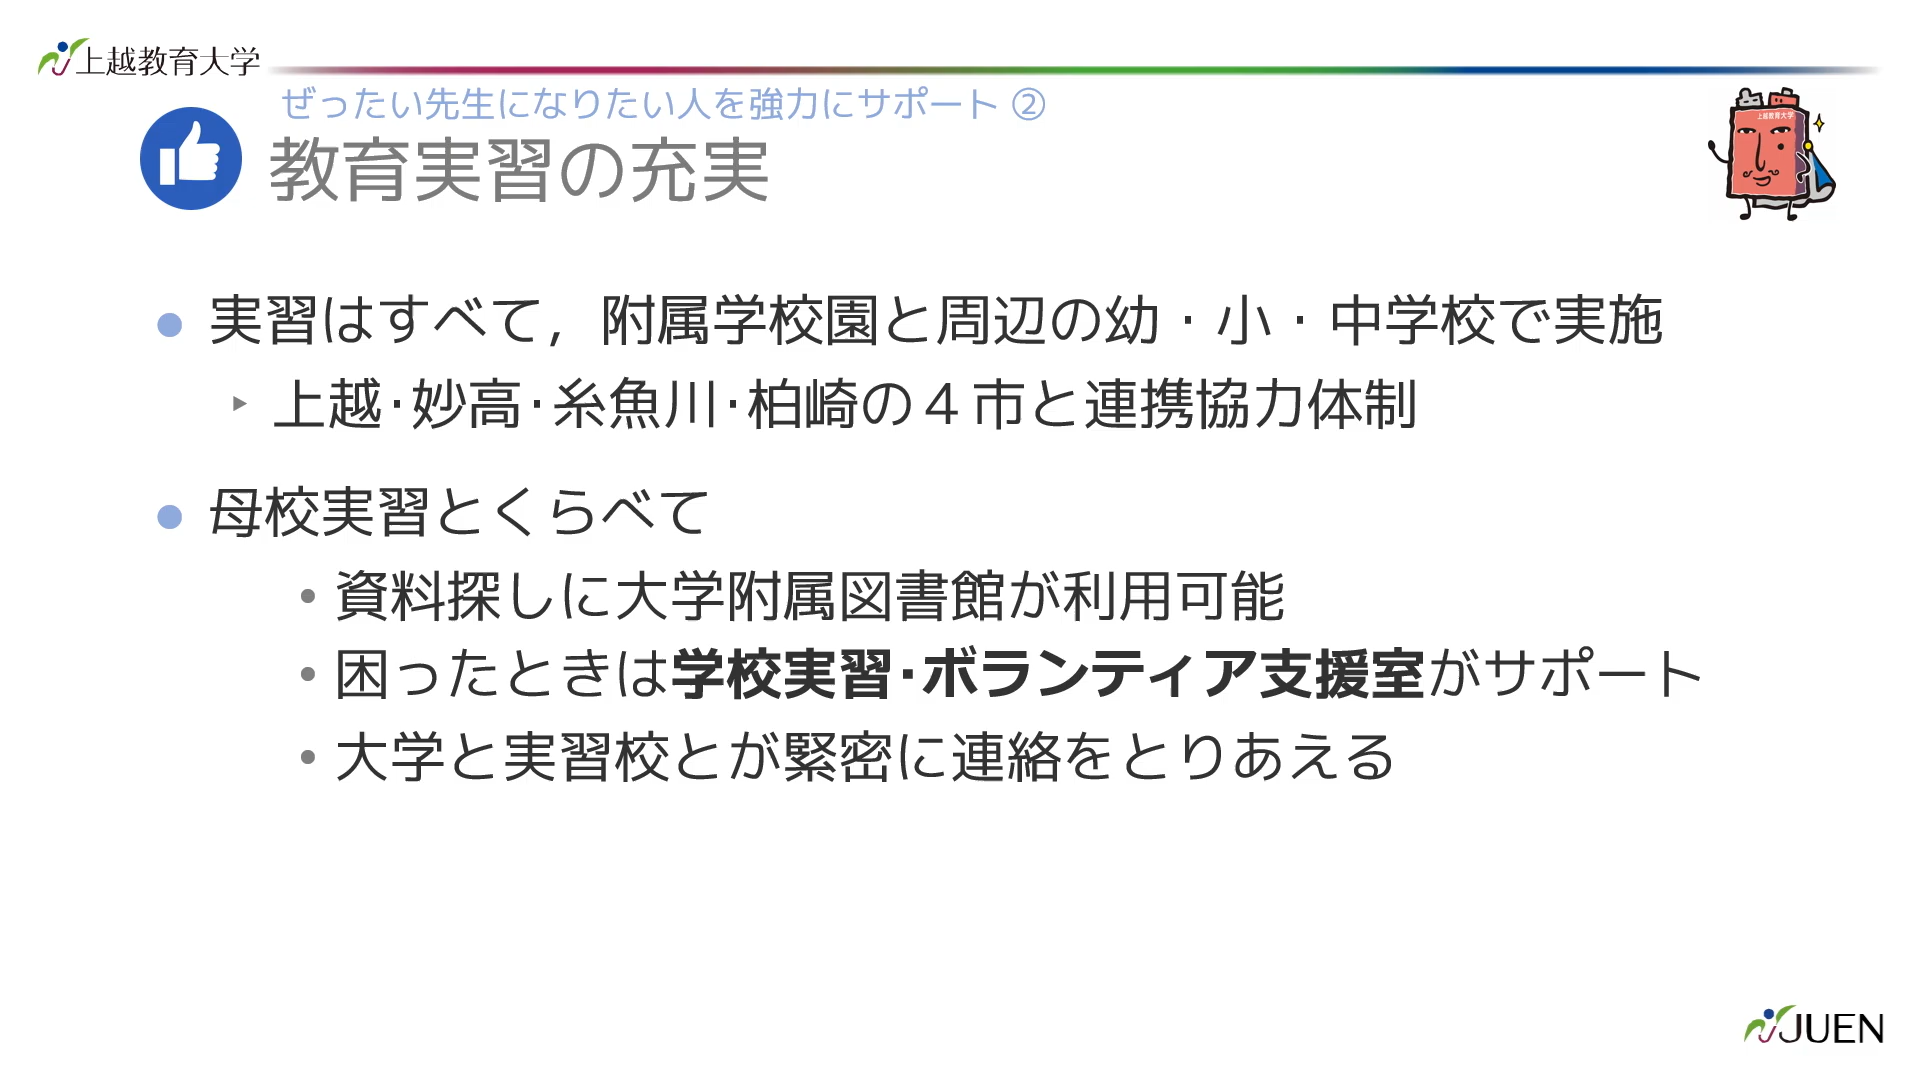 上越教育大学
ぜったい先生になりたい人を強力にサポート ②
教育実習の充実
上越教育大学
実習はすべて，附属学校園と周辺の幼・小・中学校で実施
上越･妙高･糸魚川･柏崎の４市と連携協力体制
母校実習とくらべて
資料探しに大学附属図書館が利用可能
困ったときは学校実習･ボランティア支援室がサポート
大学と実習校とが緊密に連絡をとりあえる
JUEN